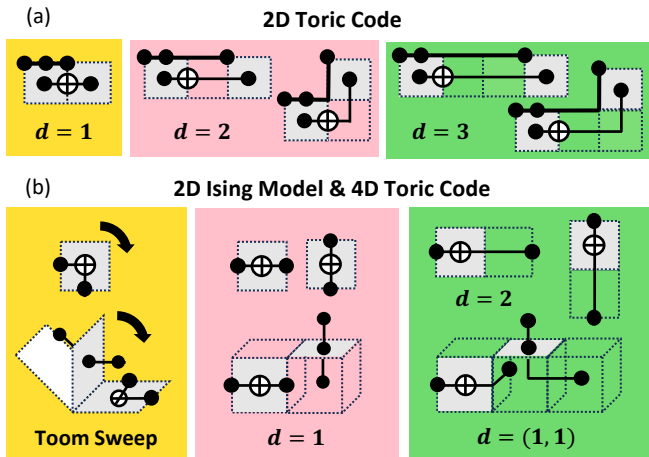 (a)
2D Toric Code
d = 1
d = 2
d = 3
(b)
2D Ising Model & 4D Toric Code
d = 2
Toom Sweep
d = 1
d = (1, 1)